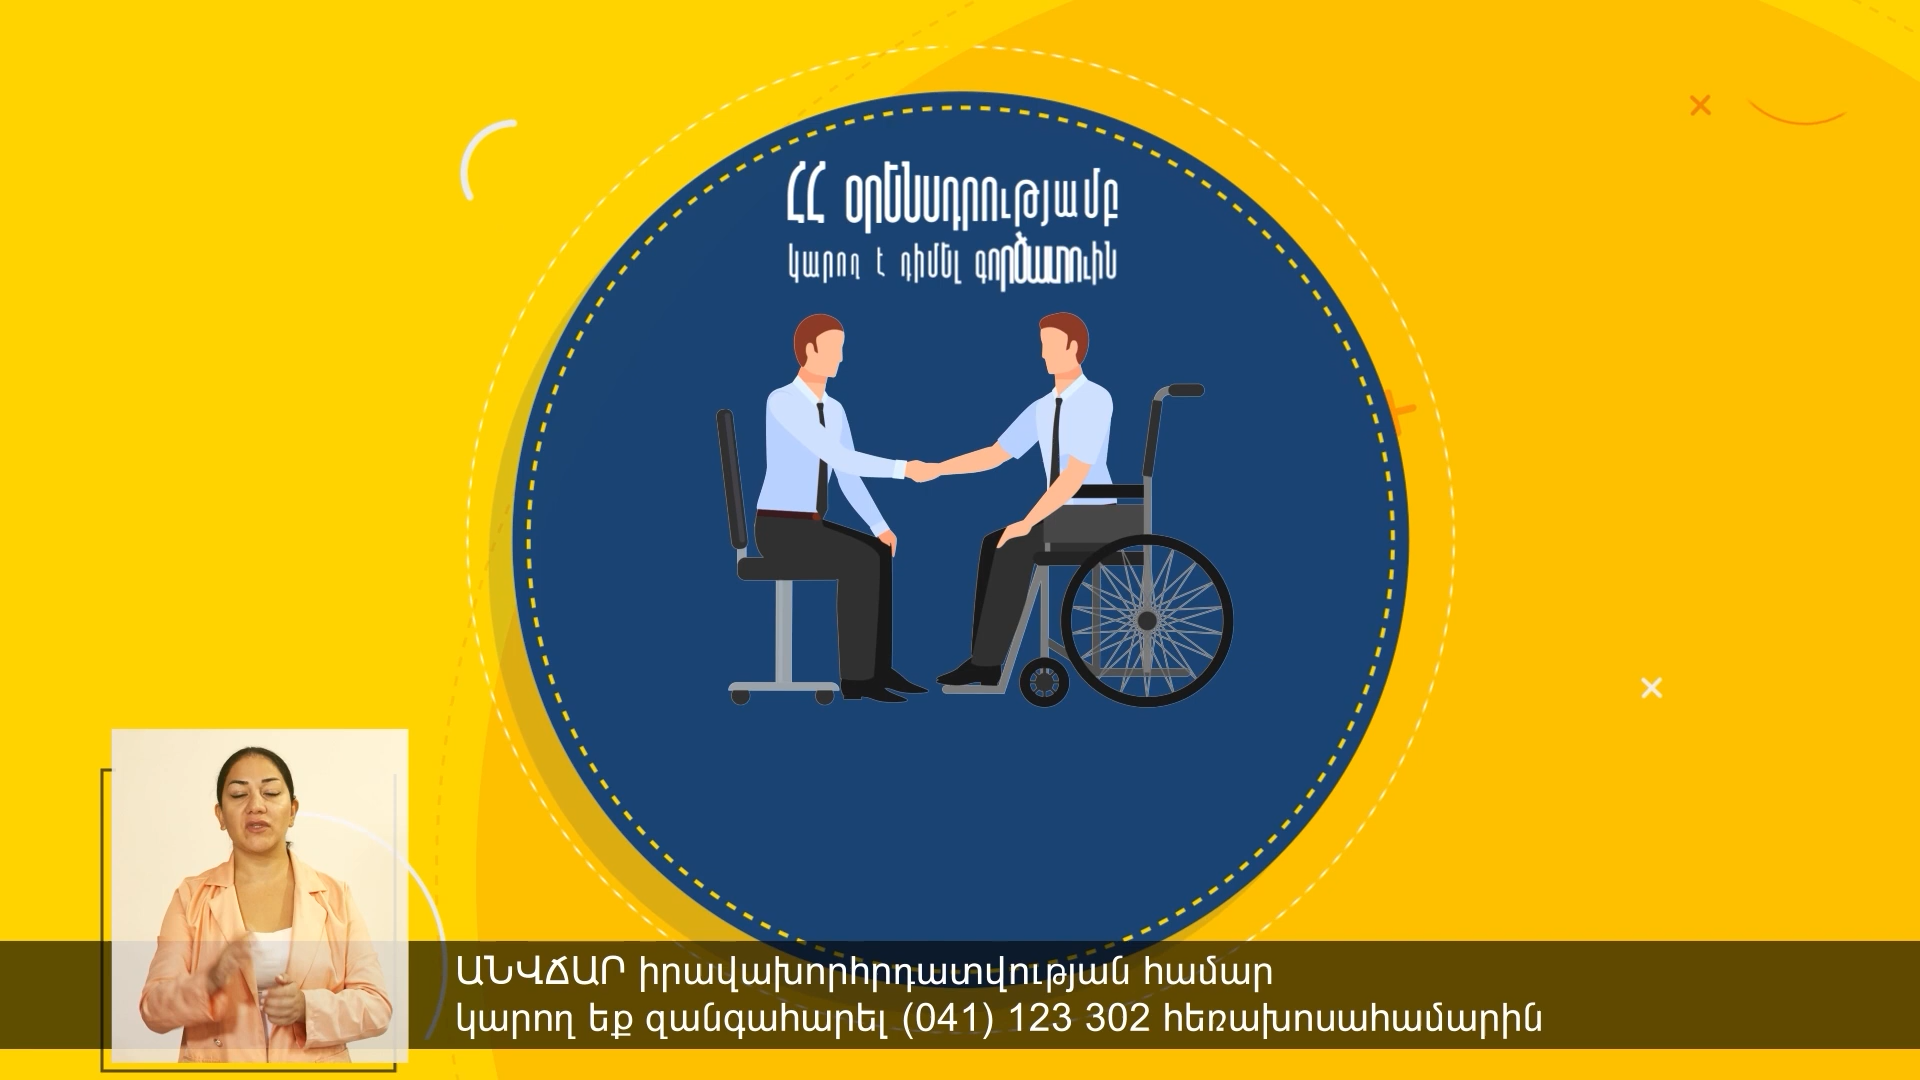 ՀՀ օրենսդրությամբ
կարող է դիմել գործատուին
ԱՆՎՃԱՐ իրավախորհրդատվության համար
կարող եք զանգահարել (041) 123 302 հեռախոսահամարին